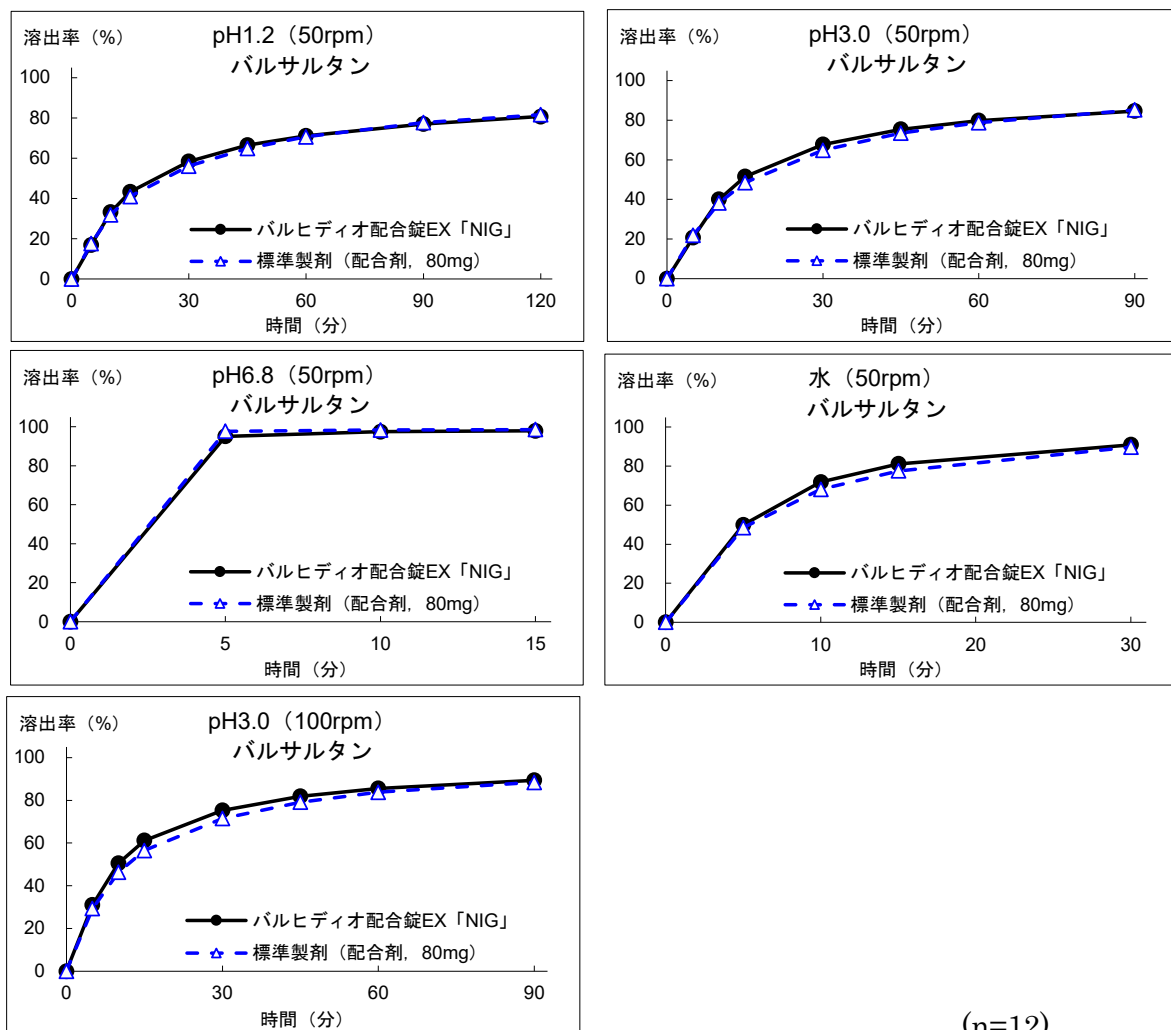 溶出率（%）
pH1.2（50rpm）
バルサルタン
100
80
60
40
20
0
バルヒディオ配合錠EX「NIG」
標準製剤（配合剤，80mg）
0 30 60 90 120
時間（分）
溶出率（%）
pH3.0（50rpm）
バルサルタン
100
80
60
40
20
0
バルヒディオ配合錠EX「NIG」
標準製剤（配合剤，80mg）
0 30 60 90
時間（分）
溶出率（%）
pH6.8（50rpm）
バルサルタン
100
80
60
40
20
0
バルヒディオ配合錠EX「NIG」
標準製剤（配合剤，80mg）
0 5 10 15
時間（分）
溶出率（%）
水（50rpm）
バルサルタン
100
80
60
40
20
0
バルヒディオ配合錠EX「NIG」
標準製剤（配合剤，80mg）
0 10 20 30
時間（分）
溶出率（%）
pH3.0（100rpm）
バルサルタン
100
80
60
40
20
0
バルヒディオ配合錠EX「NIG」
標準製剤（配合剤，80mg）
0 30 60 90
時間（分）
(n=12)